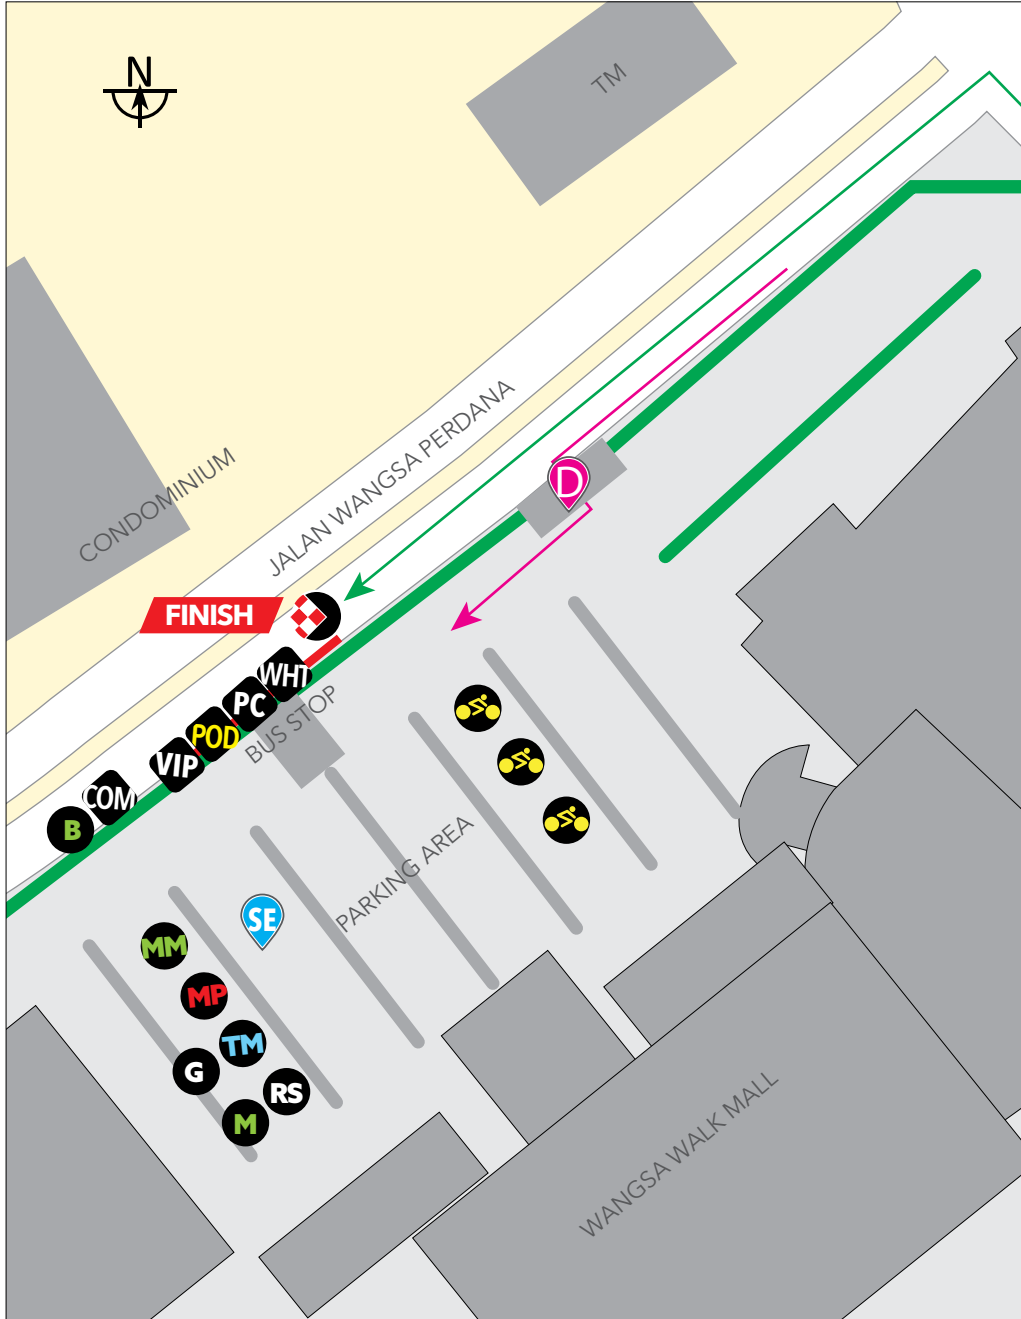 N
TM
JALAN WANGSA PERDANA
CONDOMINIUM
D
FINISH
WHT
PC
POD
VIP
COM
B
BUS STOP
PARKING AREA
SE
MM
MP
TM
G
RS
M
WANGSA WALK MALL